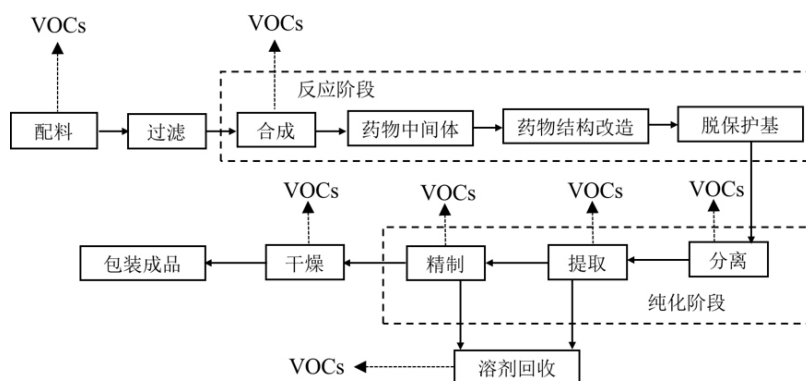 VOCs
VOCs
反应阶段
配料
过滤
合成
药物中间体
药物结构改造
脱保护基
VOCs
VOCs
VOCs
VOCs
包装成品
干燥
精制
提取
分离
纯化阶段
VOCs
溶剂回收